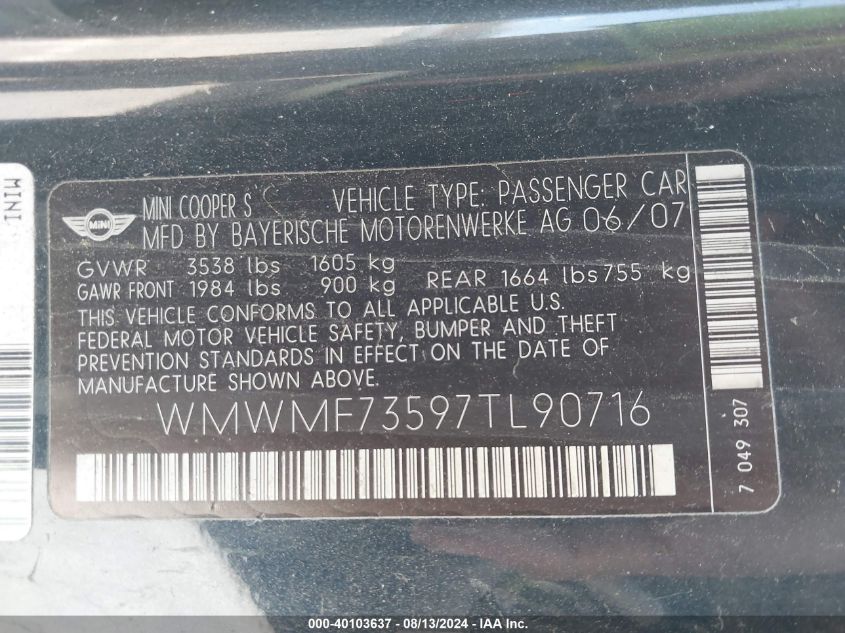 MINI
MINI
MINI COOPER S VEHICLE TYPE: PASSENGER CAR
MFD BY BAYERISCHE MOTORENWERKE AG 06/07
GVWR 3538 lbs 1605 kg
GAWR FRONT 1984 lbs 900 kg REAR 1664 lbs 755 kg
THIS VEHICLE CONFORMS TO ALL APPLICABLE U.S.
FEDERAL MOTOR VEHICLE SAFETY, BUMPER AND THEFT
PREVENTION STANDARDS IN EFFECT ON THE DATE OF
MANUFACTURE SHOWN ABOVE.
WMWMF73597TL90716
7 049 307
000-40103637 - 08/13/2024 - IAA Inc.